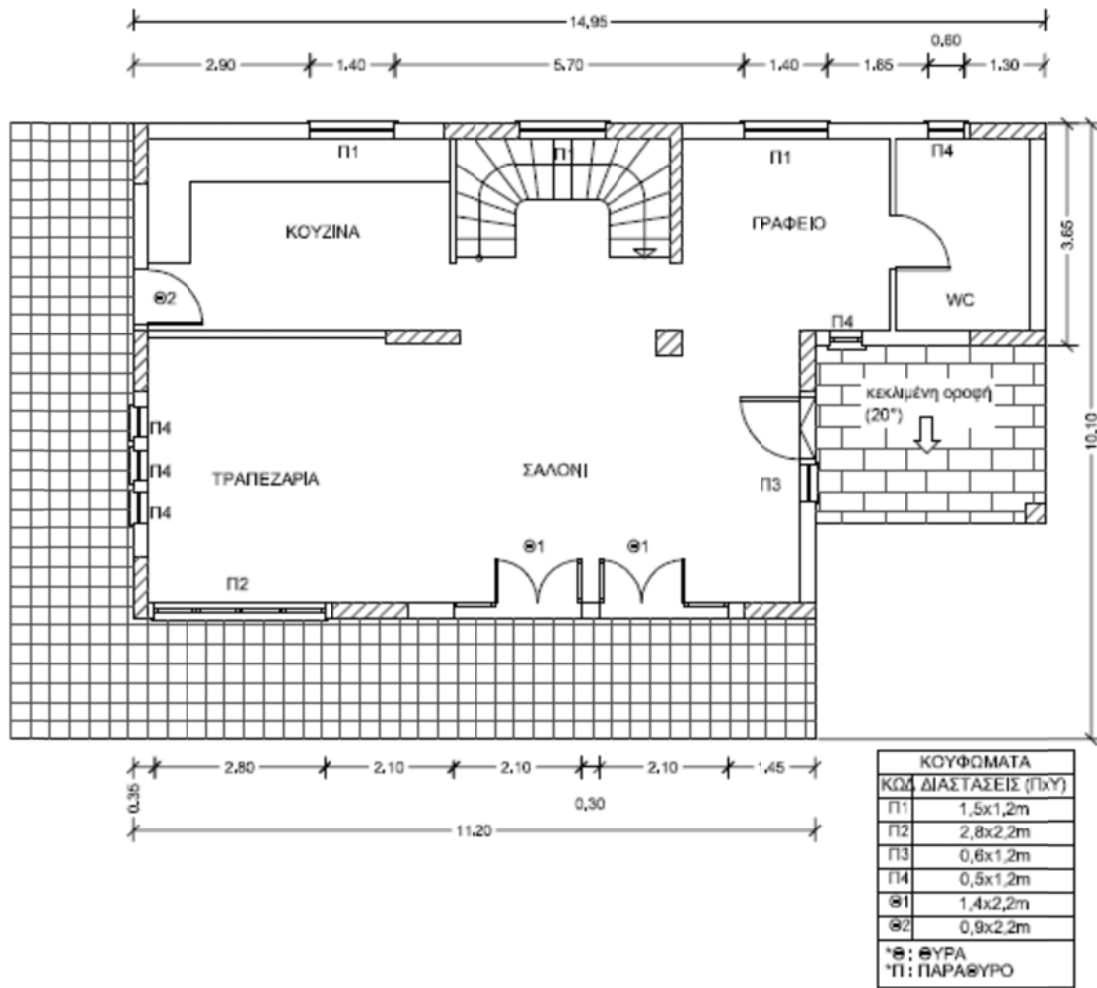 14,95
0,60
2.90 1.40 5.70 1.40 1.65 1.30
Π1 Π1 Π1 Π4
ΚΟΥΖΙΝΑ
ΓΡΑΦΕΙΟ
3.65
Θ2
WC
Π4
κεκλιμένη οροφή
(20°)
10,10
Π4
Π4
Π4
ΤΡΑΠΕΖΑΡΙΑ
ΣΑΛΟΝΙ
Π3
Θ1 Θ1
Π2
0.35
2.80 2.10 2.10 2.10 1.45
0,30
11.20
ΚΟΥΦΩΜΑΤΑ
ΚΩΔ ΔΙΑΣΤΑΣΕΙΣ (ΠxΥ)
Π1 1,5x1,2m
Π2 2,8x2,2m
Π3 0,6x1,2m
Π4 0,5x1,2m
Θ1 1,4x2,2m
Θ2 0,9x2,2m
*Θ: ΘΥΡΑ
*Π: ΠΑΡΑΘΥΡΟ